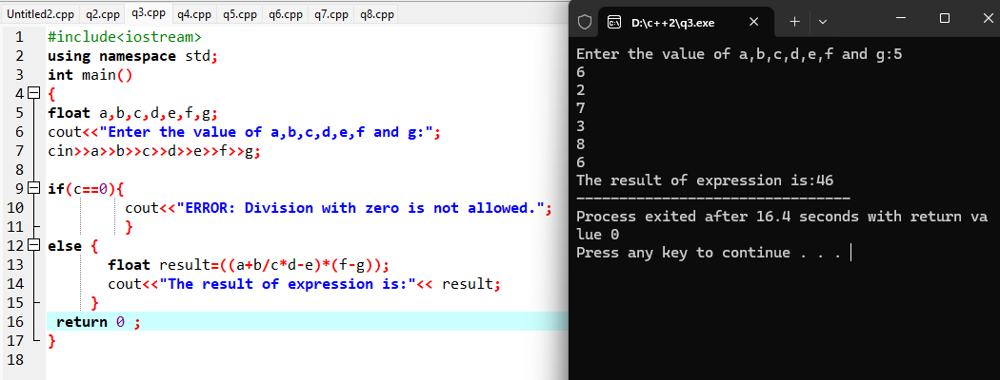 Untitled2.cpp q2.cpp q3.cpp q4.cpp q5.cpp q6.cpp q7.cpp q8.cpp
1 #include<iostream>
2 using namespace std;
3 int main()
4 {
5 float a,b,c,d,e,f,g;
6 cout<<"Enter the value of a,b,c,d,e,f and g:";
7 cin>>a>>b>>c>>d>>e>>f>>g;
8
9 if(c==0){
10 cout<<"ERROR: Division with zero is not allowed.";
11 }
12 else {
13 float result=((a+b/c*d-e)*(f-g));
14 cout<<"The result of expression is:"<< result;
15 }
16 return 0 ;
17 }
18
D:\c++2\q3.exe
Enter the value of a,b,c,d,e,f and g:5
6
2
7
3
8
6
The result of expression is:46
--------------------------------
Process exited after 16.4 seconds with return va
lue 0
Press any key to continue . . .